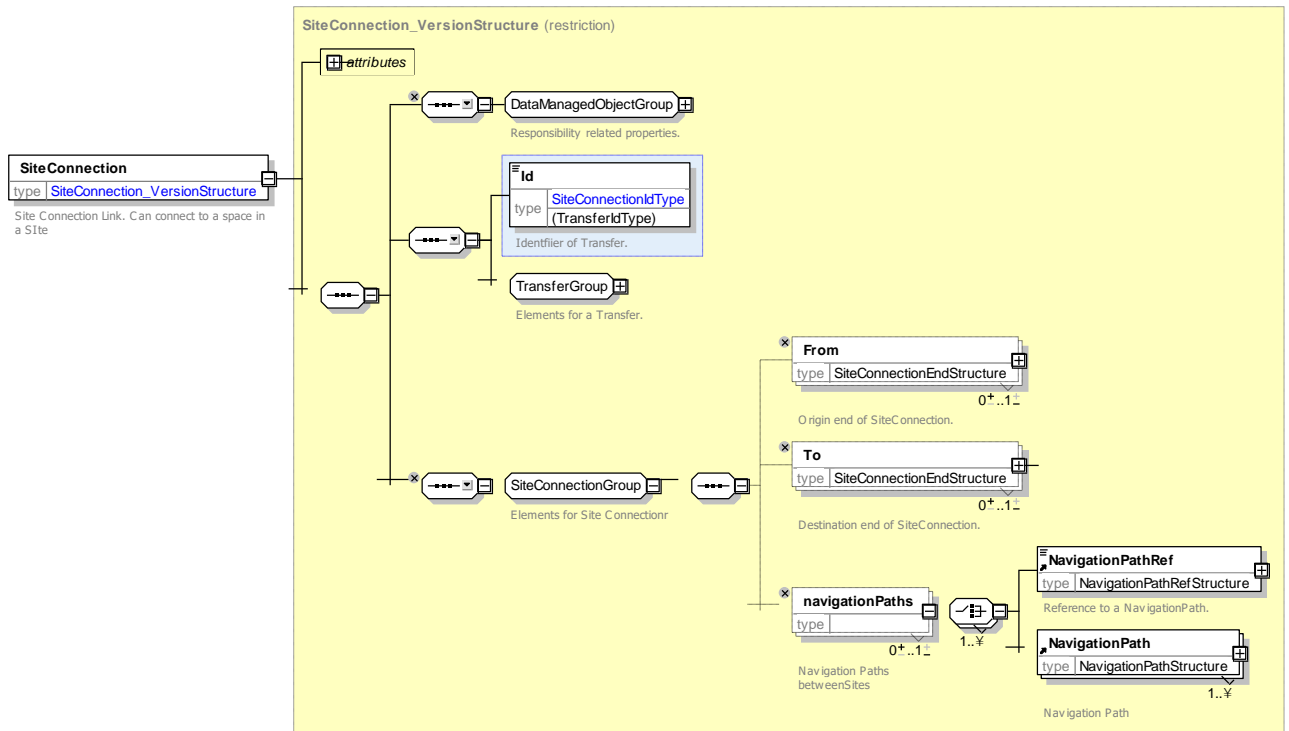 SiteConnection_VersionStructure (restriction)
attributes
DataManagedObjectGroup
Responsibility related properties.
SiteConnection
type SiteConnection_VersionStructure
Site Connection Link. Can connect to a space in
a SIte
Id
type SiteConnectionIdType
(TransferIdType)
Identfiier of Transfer.
TransferGroup
Elements for a Transfer.
From
type SiteConnectionEndStructure
0..1
Origin end of SiteConnection.
To
type SiteConnectionEndStructure
0..1
Destination end of SiteConnection.
SiteConnectionGroup
Elements for Site Connectionr
navigationPaths
type
0..1
Navigation Paths
betweenSites
1..¥
NavigationPathRef
type NavigationPathRefStructure
Reference to a NavigationPath.
NavigationPath
type NavigationPathStructure
1..¥
Navigation Path